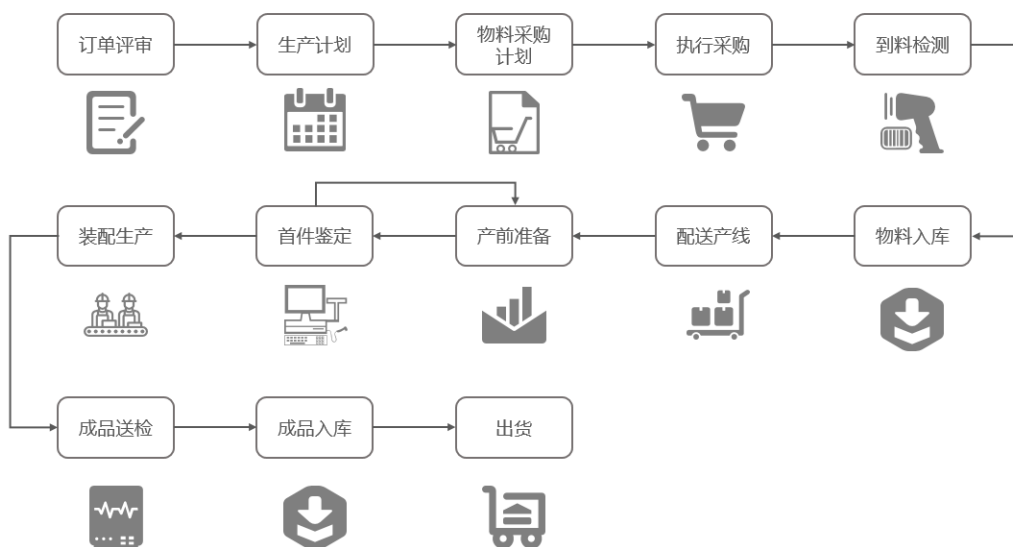 订单评审
生产计划
物料采购
计划
执行采购
到料检测
装配生产
首件鉴定
产前准备
配送产线
物料入库
成品送检
成品入库
出货